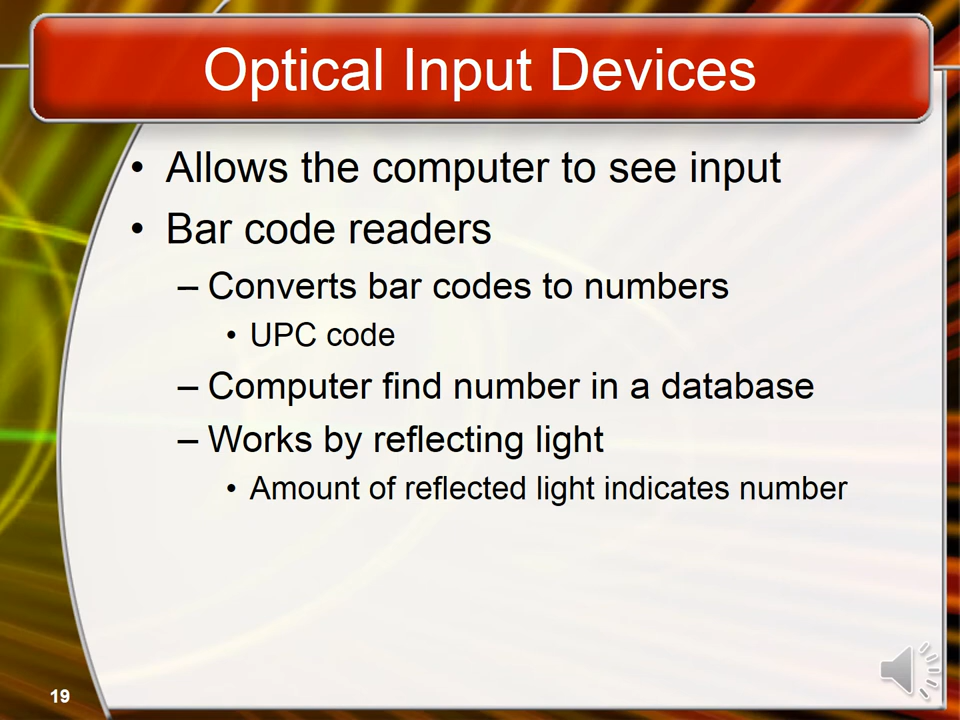 Optical Input Devices
• Allows the computer to see input
• Bar code readers
– Converts bar codes to numbers
• UPC code
– Computer find number in a database
– Works by reflecting light
• Amount of reflected light indicates number
19